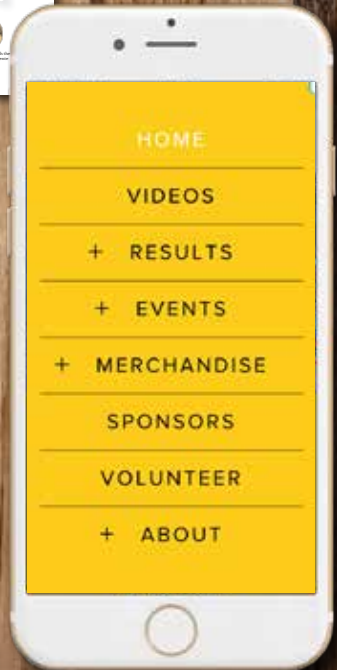 HOME
VIDEOS
+ RESULTS
+ EVENTS
+ MERCHANDISE
SPONSORS
VOLUNTEER
+ ABOUT